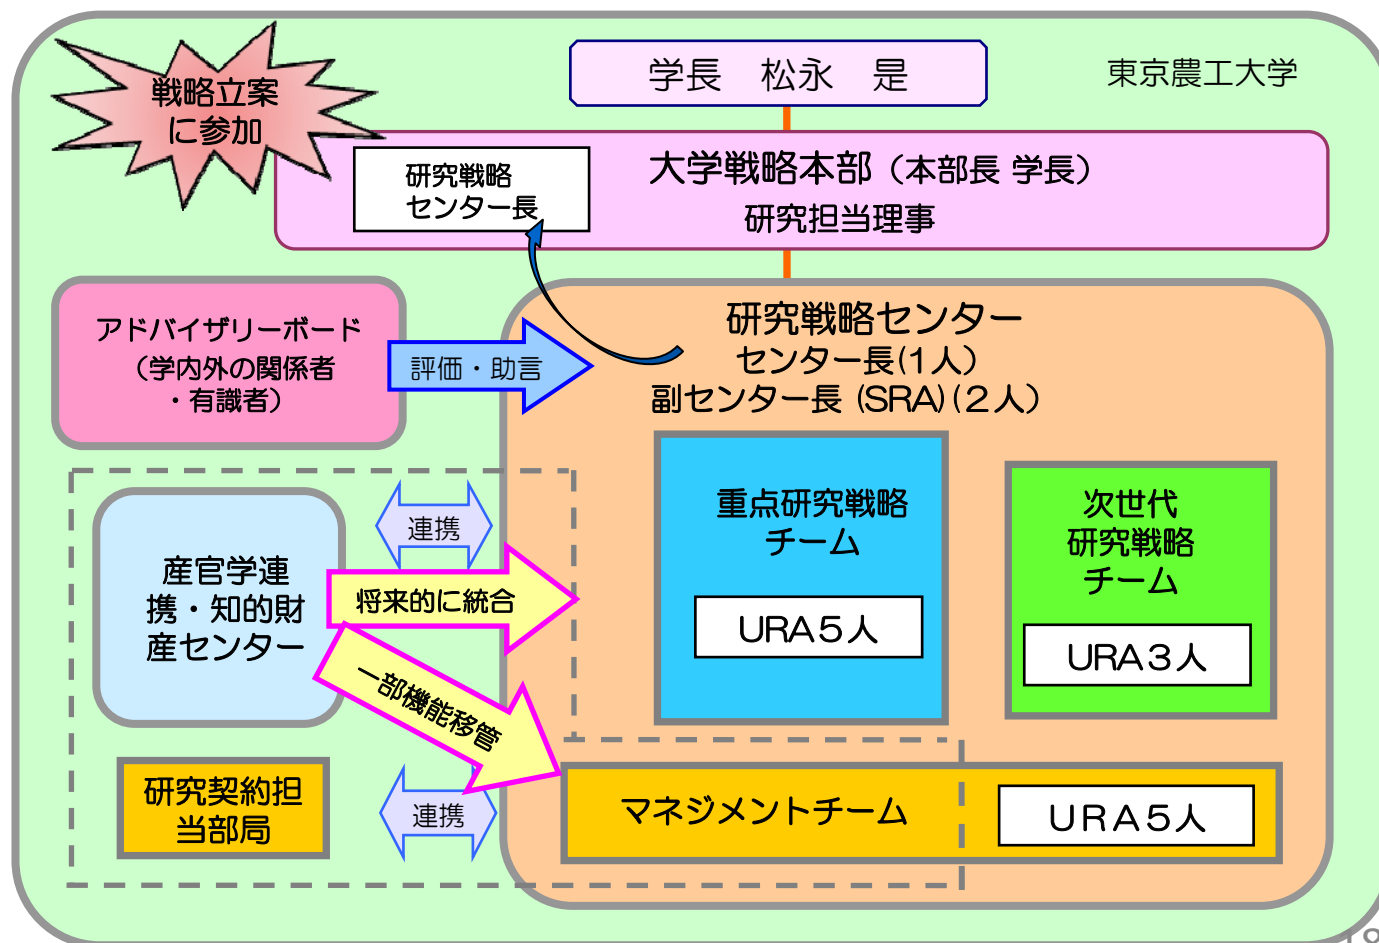 戦略立案
に参加
学長　松永　是
東京農工大学
研究戦略
センター長
大学戦略本部（本部長 学長）
研究担当理事
アドバイザリーボード
（学内外の関係者
・有識者）
評価・助言
研究戦略センター
センター長(1人）
副センター長 (SRA)(２人）
連携
産官学連
携・知的財
産センター
将来的に統合
一部機能移管
重点研究戦略
チーム
URA５人
次世代
研究戦略
チーム
URA３人
研究契約担
当部局
連携
マネジメントチーム
URA５人